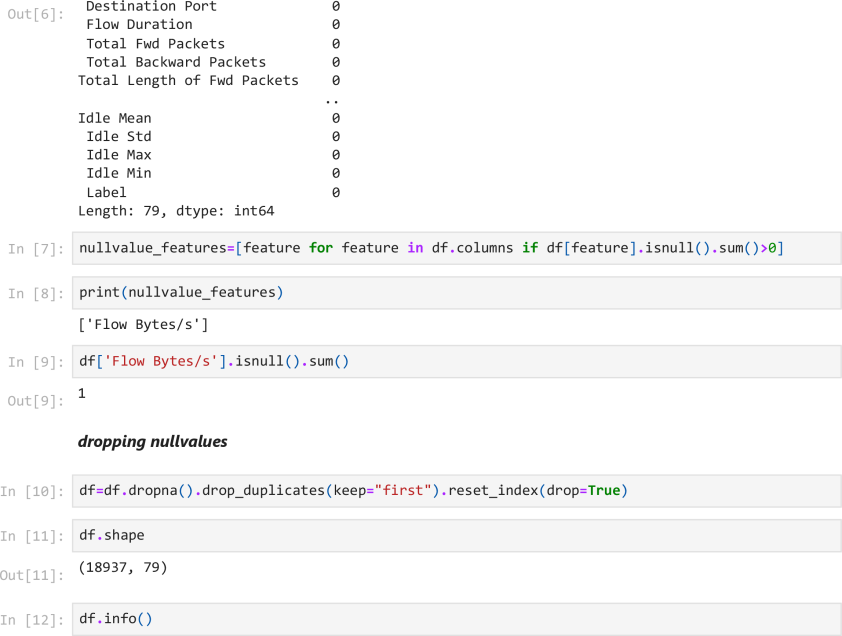 Out[6]:
 Destination Port              0
 Flow Duration                 0
 Total Fwd Packets             0
 Total Backward Packets        0
Total Length of Fwd Packets    0
                              ..
Idle Mean                      0
 Idle Std                      0
 Idle Max                      0
 Idle Min                      0
 Label                         0
Length: 79, dtype: int64
In [7]: nullvalue_features=[feature for feature in df.columns if df[feature].isnull().sum()>0]
In [8]: print(nullvalue_features)
['Flow Bytes/s']
In [9]: df['Flow Bytes/s'].isnull().sum()
Out[9]: 1
dropping nullvalues
In [10]: df=df.dropna().drop_duplicates(keep="first").reset_index(drop=True)
In [11]: df.shape
Out[11]: (18937, 79)
In [12]: df.info()